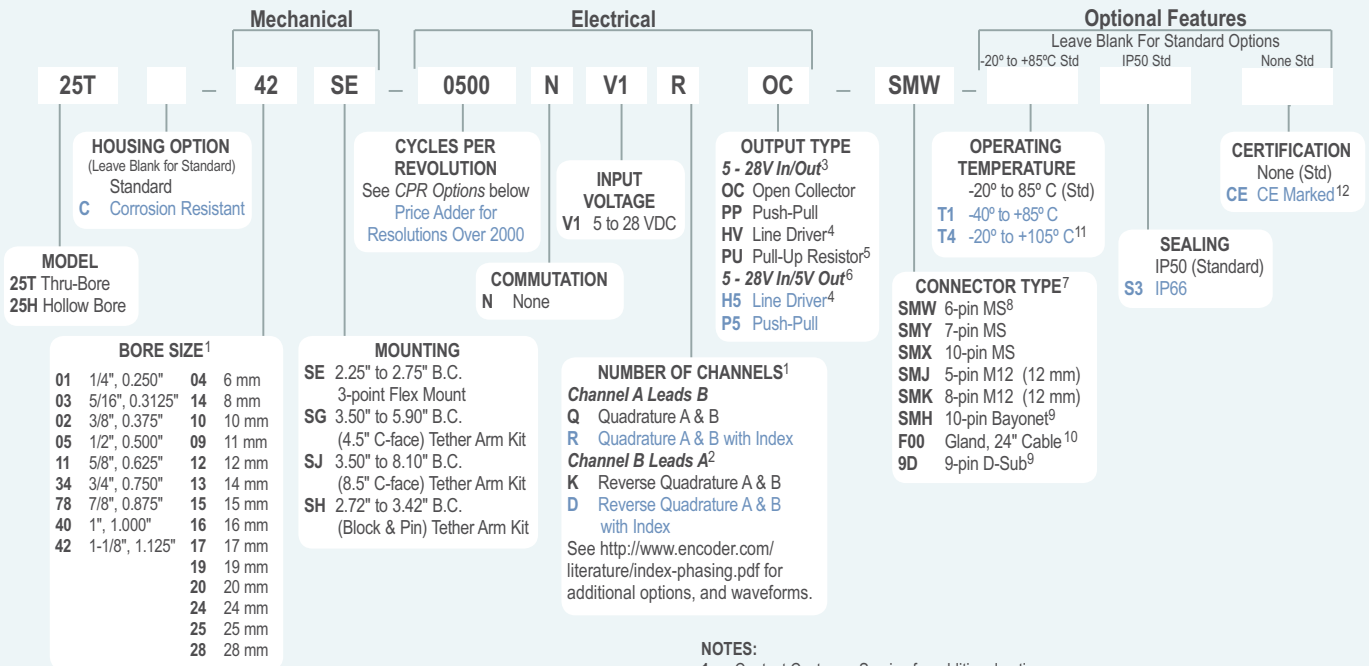 Mechanical
Electrical
Optional Features
Leave Blank For Standard Options
-20º to +85ºC Std
IP50 Std
None Std
25T
–
42
SE
–
0500
N
V1
R
OC
–
SMW
–
HOUSING OPTION
(Leave Blank for Standard)
Standard
C Corrosion Resistant
MODEL
25T Thru-Bore
25H Hollow Bore
BORE SIZE1
01 1/4", 0.250" 04 6 mm
03 5/16", 0.3125" 14 8 mm
02 3/8", 0.375" 10 10 mm
05 1/2", 0.500" 09 11 mm
11 5/8", 0.625" 12 12 mm
34 3/4", 0.750" 13 14 mm
78 7/8", 0.875" 15 15 mm
40 1", 1.000" 16 16 mm
42 1-1/8", 1.125" 17 17 mm
19 19 mm
20 20 mm
24 24 mm
25 25 mm
28 28 mm
MOUNTING
SE 2.25" to 2.75" B.C.
3-point Flex Mount
SG 3.50" to 5.90" B.C.
(4.5" C-face) Tether Arm Kit
SJ 3.50" to 8.10" B.C.
(8.5" C-face) Tether Arm Kit
SH 2.72" to 3.42" B.C.
(Block & Pin) Tether Arm Kit
CYCLES PER
REVOLUTION
See CPR Options below
Price Adder for
Resolutions Over 2000
COMMUTATION
N None
INPUT
VOLTAGE
V1 5 to 28 VDC
NUMBER OF CHANNELS1
Channel A Leads B
Q Quadrature A & B
R Quadrature A & B with Index
Channel B Leads A2
K Reverse Quadrature A & B
D Reverse Quadrature A & B
with Index
See http://www.encoder.com/
literature/index-phasing.pdf for
additional options, and waveforms.
OUTPUT TYPE
5 - 28V In/Out3
OC Open Collector
PP Push-Pull
HV Line Driver4
PU Pull-Up Resistor5
5 - 28V In/5V Out6
H5 Line Driver4
P5 Push-Pull
CONNECTOR TYPE7
SMW 6-pin MS8
SMY 7-pin MS
SMX 10-pin MS
SMJ 5-pin M12 (12 mm)
SMK 8-pin M12 (12 mm)
SMH 10-pin Bayonet9
F00 Gland, 24" Cable10
9D 9-pin D-Sub9
OPERATING
TEMPERATURE
-20º to 85º C (Std)
T1 -40º to +85º C
T4 -20º to +105º C11
SEALING
IP50 (Standard)
S3 IP66
CERTIFICATION
None (Std)
CE CE Marked12
NOTES: